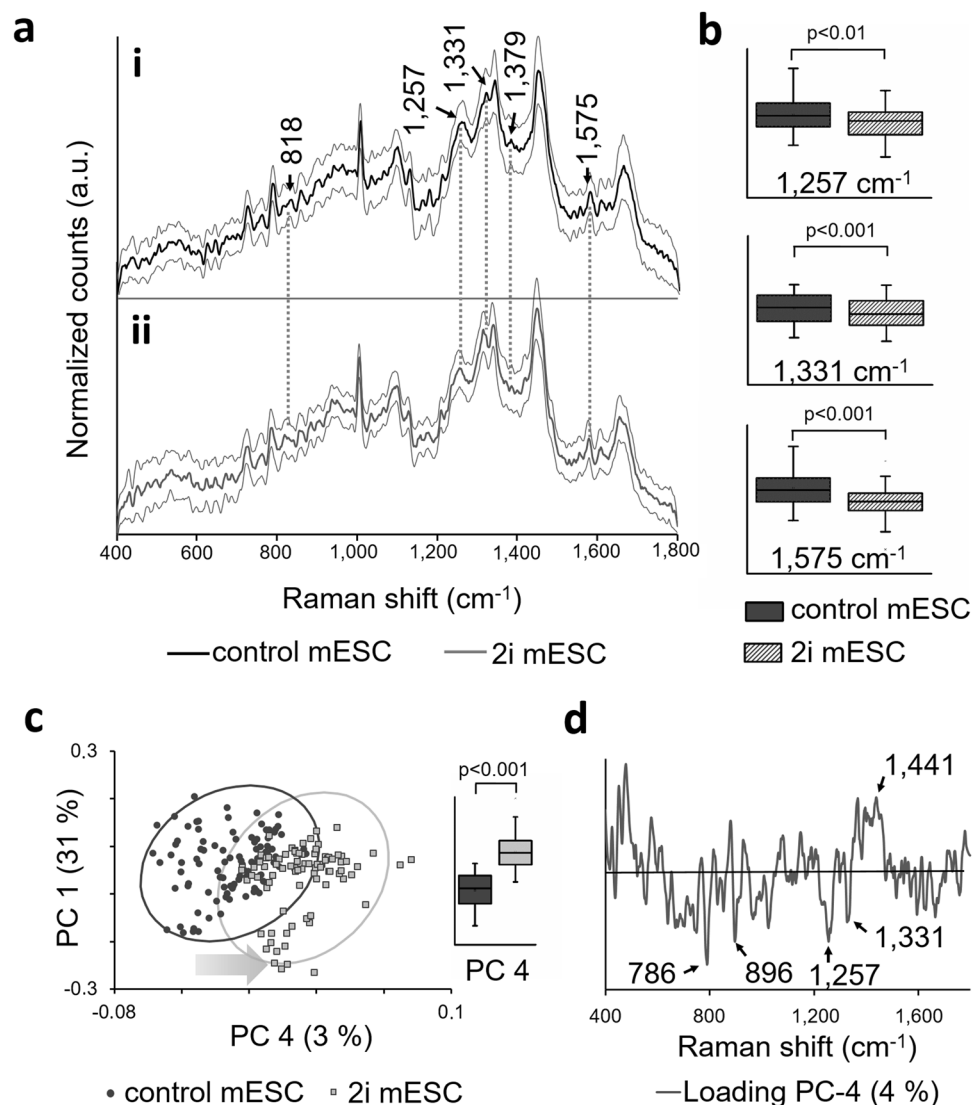 a
i
818
1,257
1,331
1,379
1,575
ii
Normalized counts (a.u.)
400 600 800 1,000 1,200 1,400 1,600 1,800
Raman shift (cm-1)
control mESC 2i mESC
b
p<0.01
1,257 cm-1
p<0.001
1,331 cm-1
p<0.001
1,575 cm-1
control mESC
2i mESC
c
0.3
PC 1 (31 %)
-0.3
-0.08 0.1
PC 4 (3 %)
p<0.001
PC 4
control mESC 2i mESC
d
1,441
1,331
786 896 1,257
400 800 1,200 1,600
Raman shift (cm-1)
Loading PC-4 (4 %)